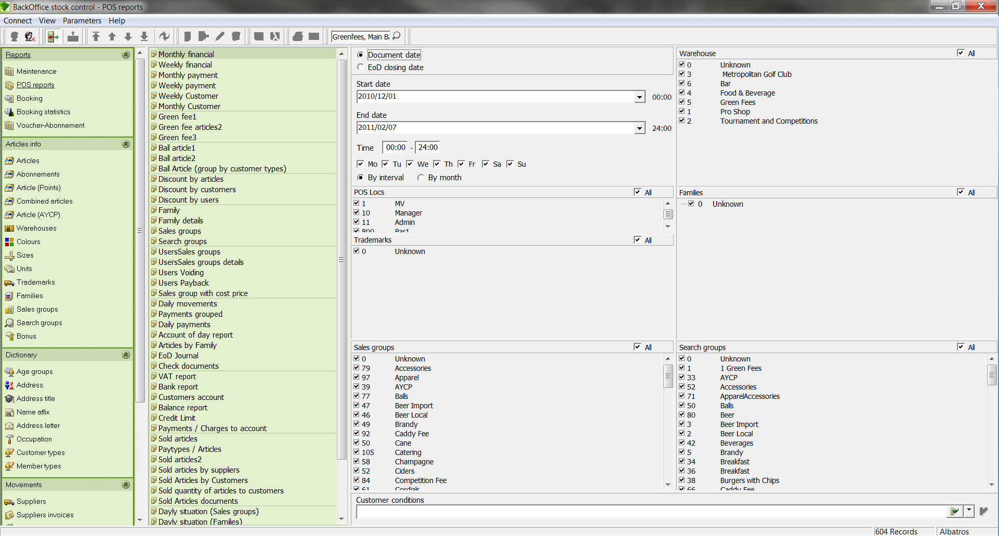 BackOffice stock control - POS reports
Connect View Parameters Help
Greenfees, Main Ba
Reports
Maintenance
POS reports
Booking
Booking statistics
Voucher-Abonnement
Articles info
Articles
Abonnements
Article (Points)
Combined articles
Article (AYCP)
Warehouses
Colours
Sizes
Units
Trademarks
Families
Sales groups
Search groups
Bonus
Dictionary
Age groups
Address
Address title
Name affix
Address letter
Occupation
Customer types
Member types
Movements
Suppliers
Suppliers invoices
Monthly financial
Weekly financial
Monthly payment
Weekly payment
Weekly Customer
Monthly Customer
Green fee1
Green fee articles2
Green fee3
Ball article1
Ball article2
Ball Article (group by customer types)
Discount by articles
Discount by customers
Discount by users
Family
Family details
Sales groups
Search groups
UsersSales groups
UsersSales groups details
Users Voiding
Users Payback
Sales group with cost price
Daily movements
Payments grouped
Daily payments
Account of day report
Articles by Family
EoD Journal
Check documents
VAT report
Bank report
Customers account
Balance report
Credit Limit
Payments / Charges to account
Sold articles
Paytypes / Articles
Sold articles2
Sold articles by suppliers
Sold Articles by Customers
Sold quantity of articles to customers
Sold Articles documents
Dayly situation (Sales groups)
Dayly situation (Families)
Document date
EoD closing date
Start date
2010/12/01 00:00
End date
2011/02/07 24:00
Time 00:00 - 24:00
Mo Tu We Th Fr Sa Su
By interval By month
POS Locs All
1 MV
10 Manager
11 Admin
800 Bar1
Trademarks All
0 Unknown
Sales groups All
0 Unknown
79 Accessories
97 Apparel
39 AYCP
77 Balls
47 Beer Import
46 Beer Local
49 Brandy
92 Caddy Fee
50 Cane
105 Catering
58 Champagne
52 Ciders
84 Competition Fee
61 Cordials
Warehouse All
0 Unknown
3 Metropolitan Golf Club
6 Bar
4 Food & Beverage
5 Green Fees
1 Pro Shop
2 Tournament and Competitions
Families All
0 Unknown
Search groups All
0 Unknown
1 1 Green Fees
33 AYCP
52 Accessories
71 ApparelAccessories
50 Balls
80 Beer
3 Beer Import
2 Beer Local
42 Beverages
5 Brandy
34 Breakfast
36 Breakfast
38 Burgers with Chips
66 Caddy Fee
Customer conditions
604 Records Albatros